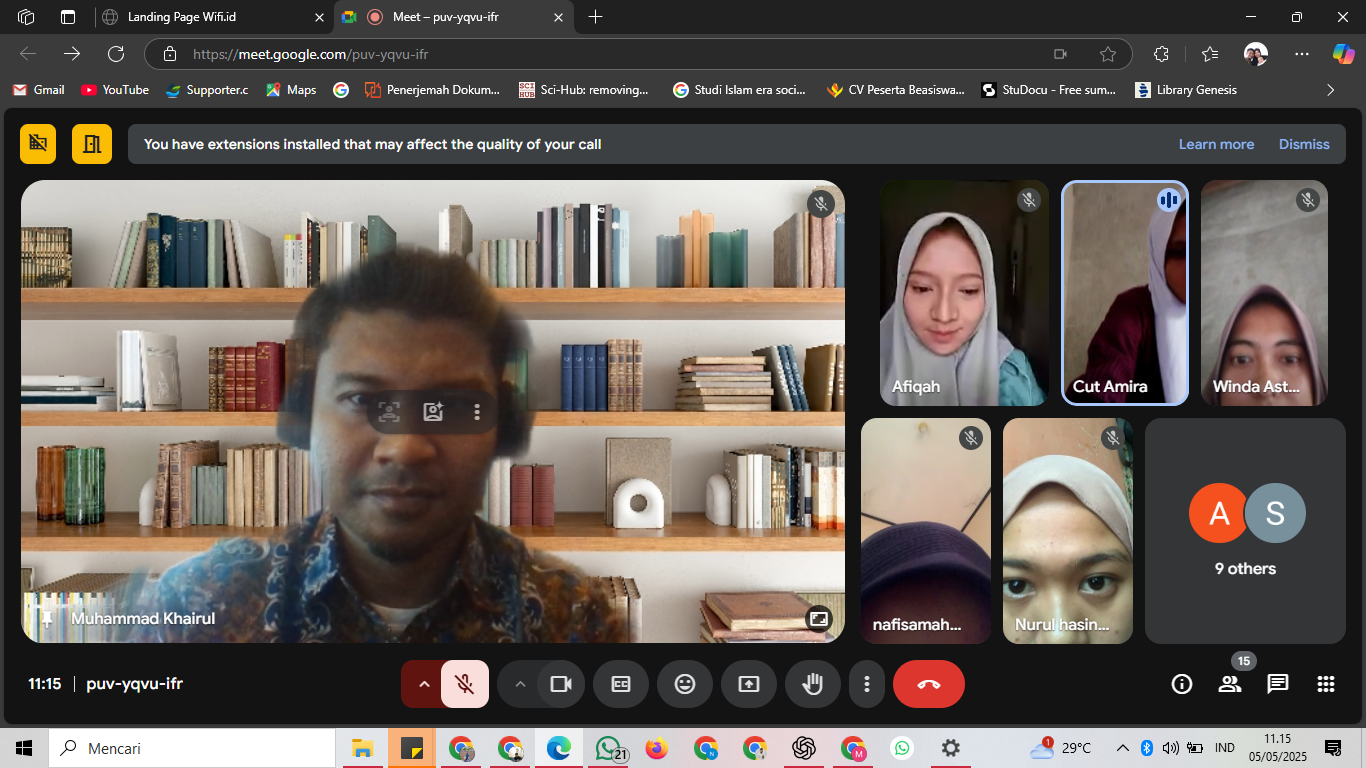 Landing Page Wifi.id
Meet – puv-yqvu-ifr
https://meet.google.com/puv-yqvu-ifr
Gmail
YouTube
Supporter.c
Maps
Penerjemah Dokum...
SCI HUB
Sci-Hub: removing...
Studi Islam era soci...
CV Peserta Beasiswa...
StuDocu - Free sum...
Library Genesis
You have extensions installed that may affect the quality of your call
Learn more
Dismiss
Afiqah
Cut Amira
Winda Ast...
Muhammad Khairul
nafisamah...
Nurul hasin...
A
S
9 others
11:15
puv-yqvu-ifr
CC
15
Mencari
21
N
M
1
29°C
IND
11.15
05/05/2025